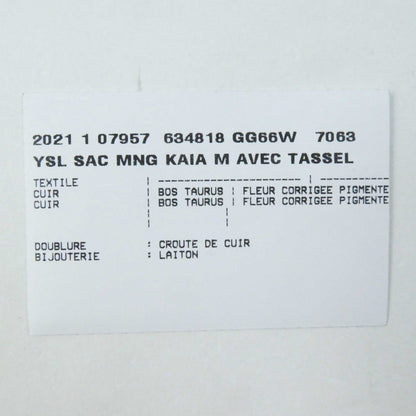 2021 1 07957 634818 GG66W 7063
YSL SAC MNG KAIA M AVEC TASSEL
TEXTILE | -------------------- | ------------
CUIR | BOS TAURUS | FLEUR CORRIGEE PIGMENTE
CUIR | BOS TAURUS | FLEUR CORRIGEE PIGMENTE
DOUBLURE : CROUTE DE CUIR
BIJOUTERIE : LAITON